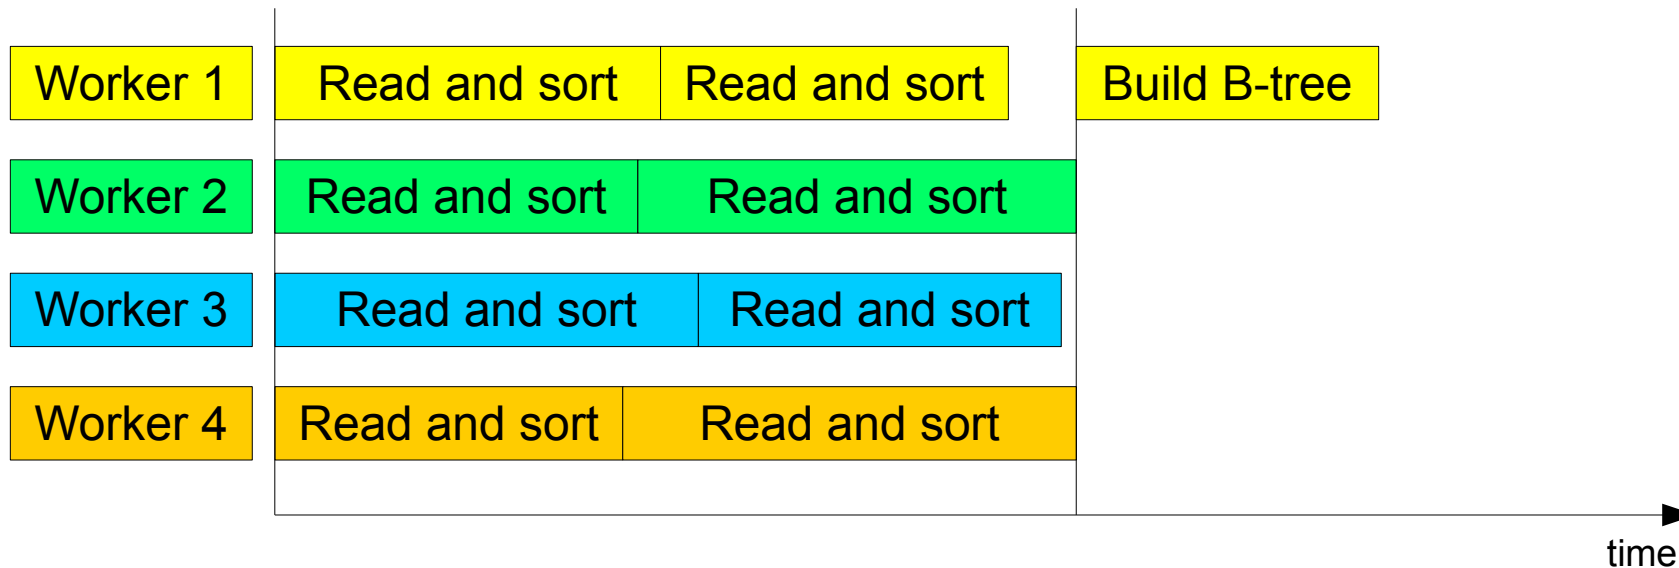 Worker 1 Read and sort Read and sort Build B-tree
Worker 2 Read and sort Read and sort
Worker 3 Read and sort Read and sort
Worker 4 Read and sort Read and sort
time